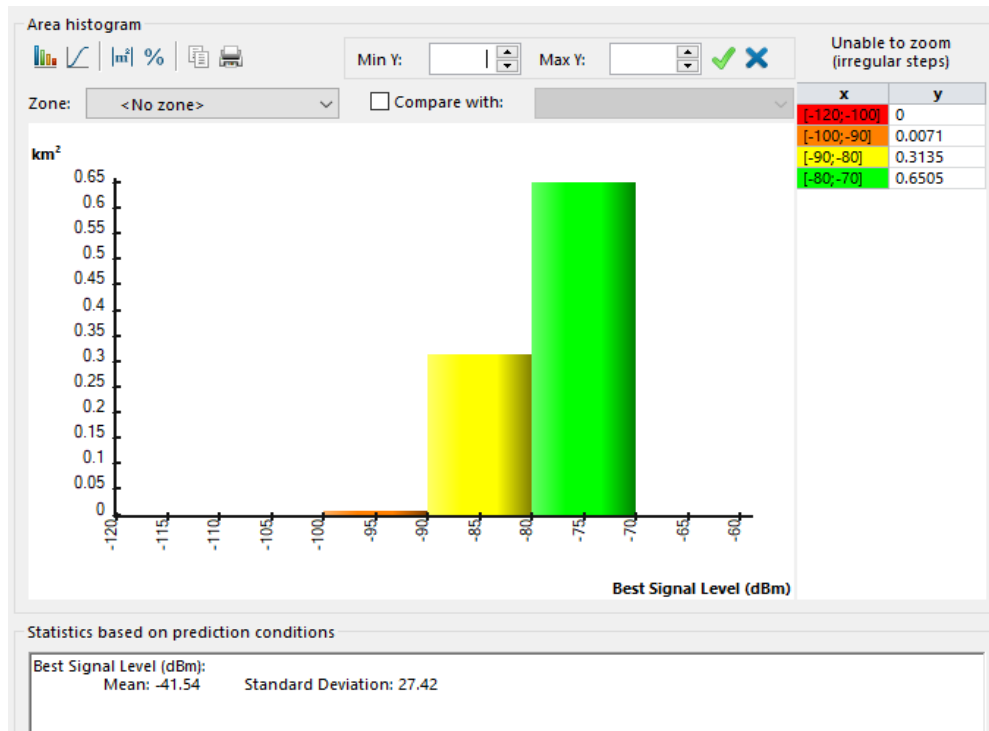 Area histogram
|m²| %
Min Y:
Max Y:
Unable to zoom
(irregular steps)
Zone:
<No zone>
Compare with:
x y
[-120;-100] 0
[-100;-90] 0.0071
[-90;-80] 0.3135
[-80;-70] 0.6505
km²
0.65
0.6
0.55
0.5
0.45
0.4
0.35
0.3
0.25
0.2
0.15
0.1
0.05
0
-120 -115 -110 -105 -100 -95 -90 -85 -80 -75 -70 -65 -60
Best Signal Level (dBm)
Statistics based on prediction conditions
Best Signal Level (dBm):
Mean: -41.54 Standard Deviation: 27.42